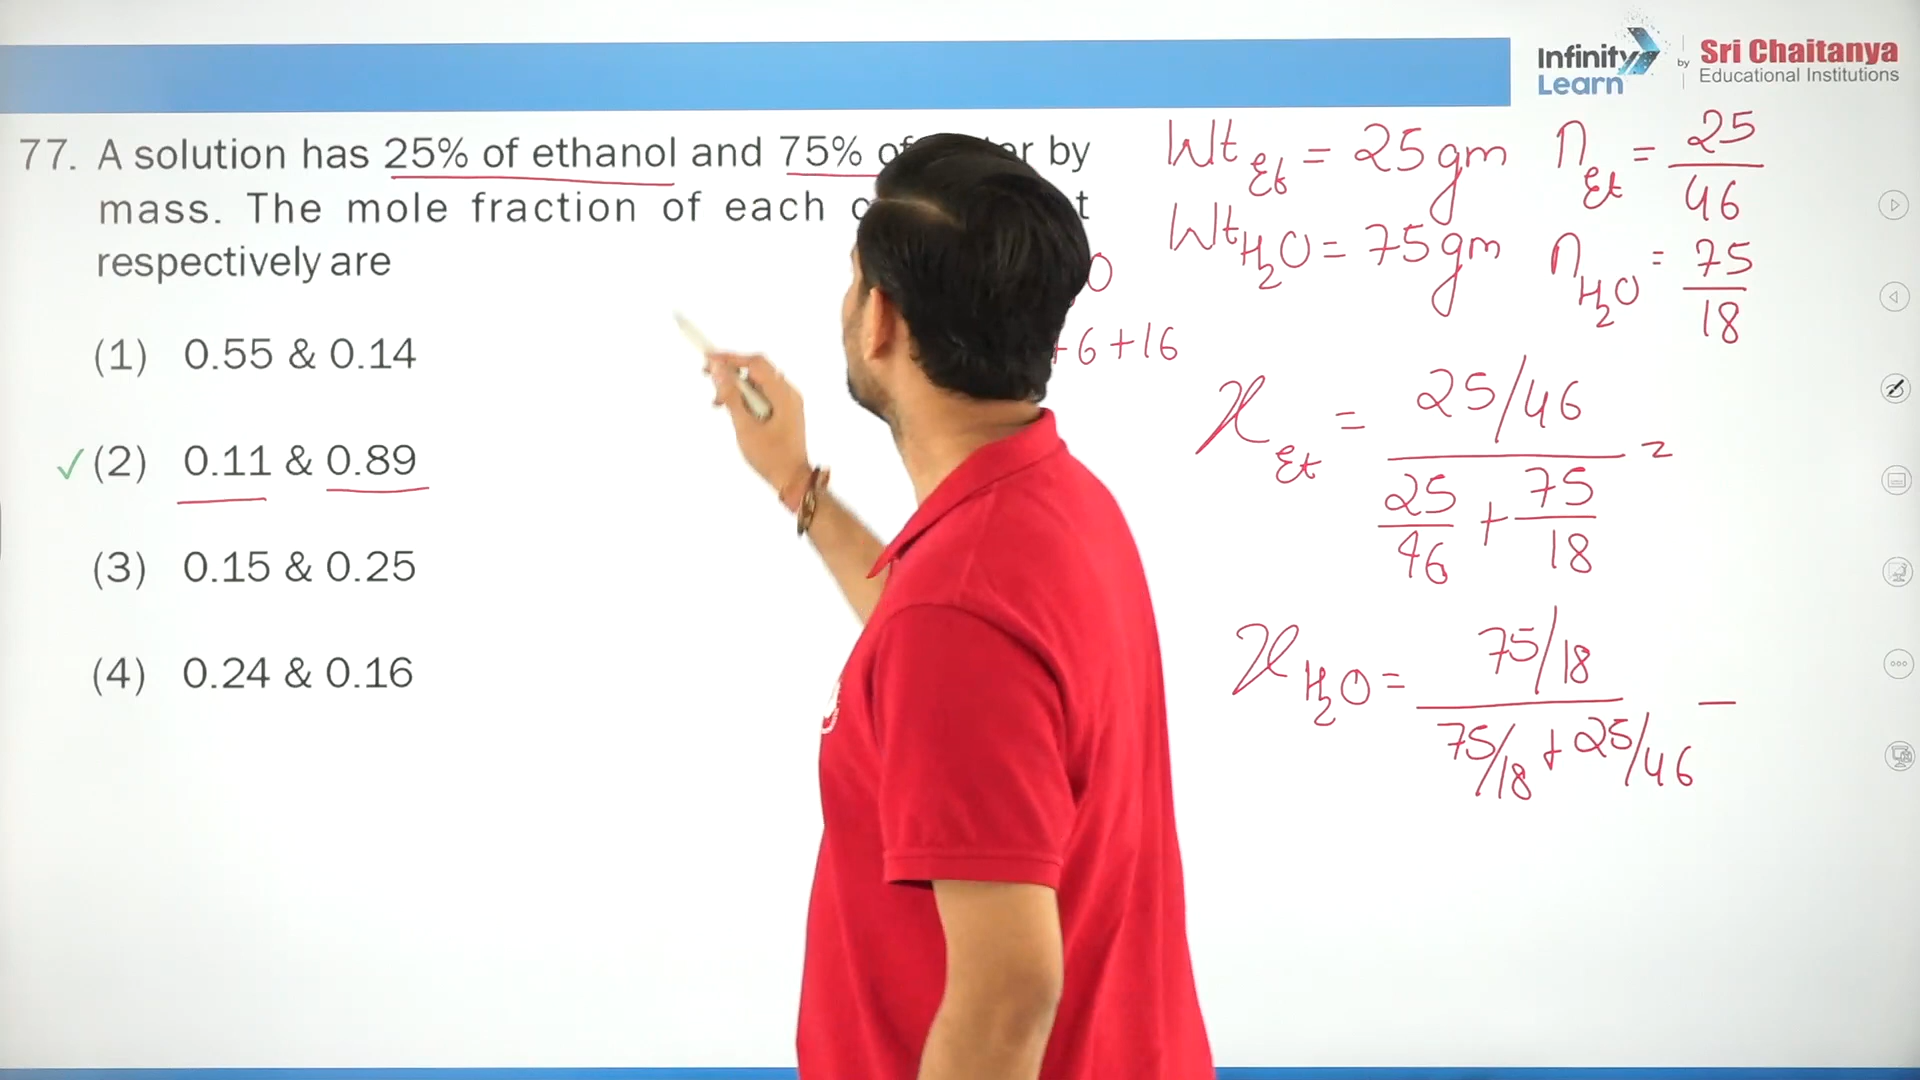 Infinity Learn by Sri Chaitanya Educational Institutions
77. A solution has 25% of ethanol and 75% of by
mass. The mole fraction of each
respectively are
(1) 0.55 & 0.14
✓ (2) 0.11 & 0.89
(3) 0.15 & 0.25
(4) 0.24 & 0.16
O
+6+16
Wt Et = 25 gm
n Et = 25/46
Wt H₂O = 75 gm
n H₂O = 75/18
x Et = 25/46
25/46 + 75/18 =
x H₂O = 75/18
75/18 + 25/46 –